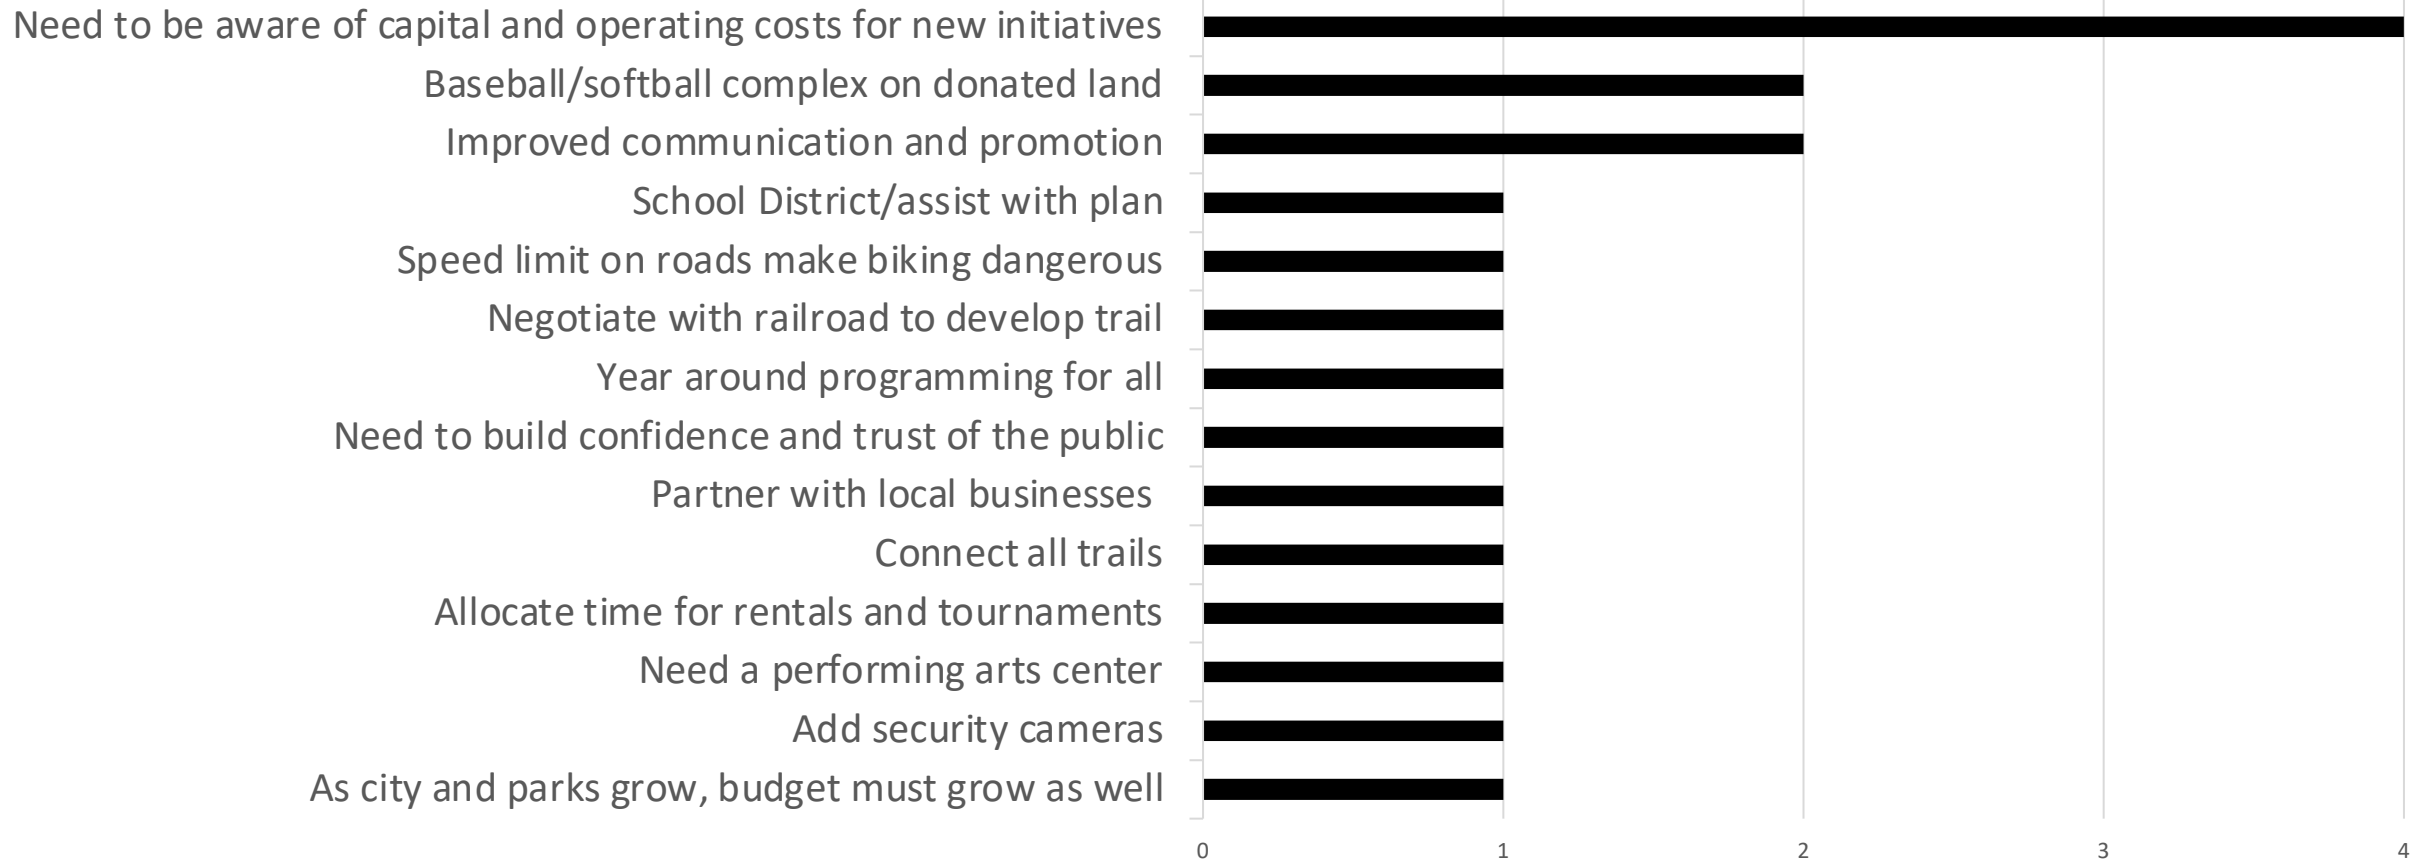 Need to be aware of capital and operating costs for new initiatives
Baseball/softball complex on donated land
Improved communication and promotion
School District/assist with plan
Speed limit on roads make biking dangerous
Negotiate with railroad to develop trail
Year around programming for all
Need to build confidence and trust of the public
Partner with local businesses
Connect all trails
Allocate time for rentals and tournaments
Need a performing arts center
Add security cameras
As city and parks grow, budget must grow as well
0 1 2 3 4